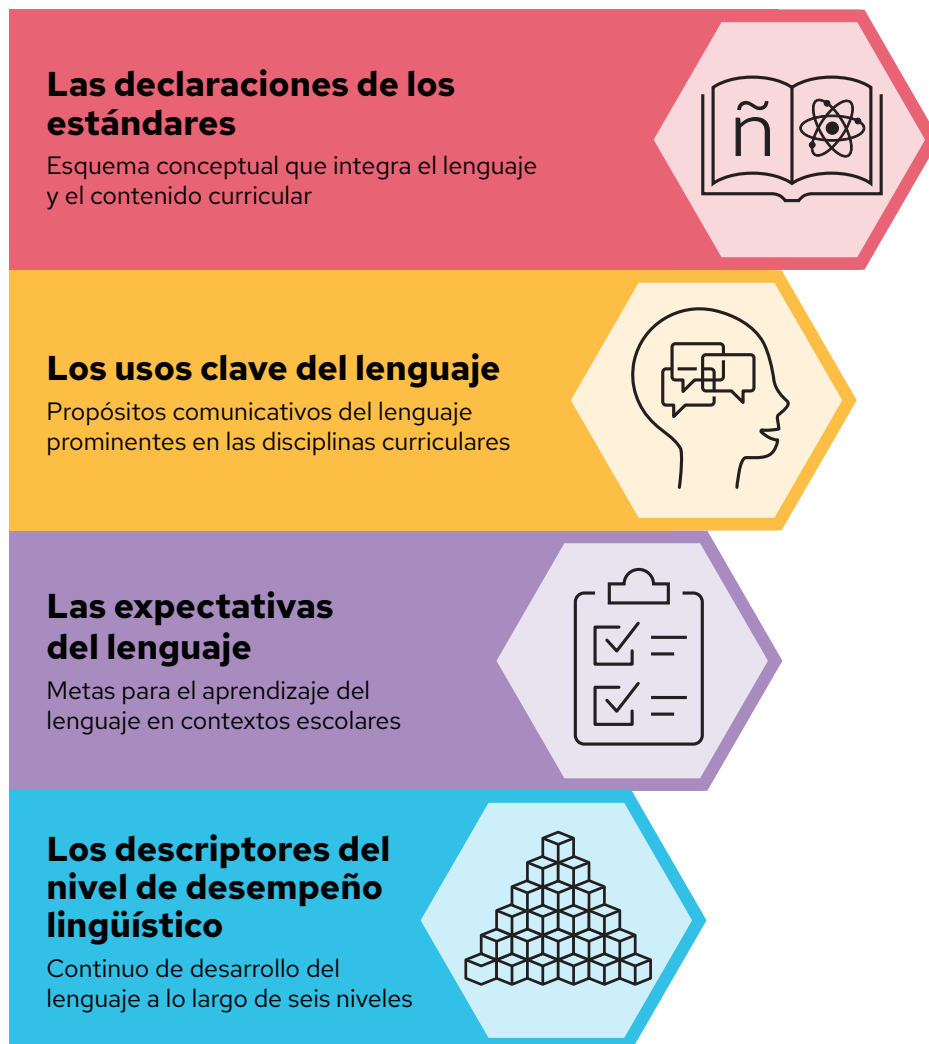 Las declaraciones de los
estándares
Esquema conceptual que integra el lenguaje
y el contenido curricular
ñ
Los usos clave del lenguaje
Propósitos comunicativos del lenguaje
prominentes en las disciplinas curriculares
Las expectativas
del lenguaje
Metas para el aprendizaje del
lenguaje en contextos escolares
Los descriptores del
nivel de desempeño
lingüístico
Continuo de desarrollo del
lenguaje a lo largo de seis niveles